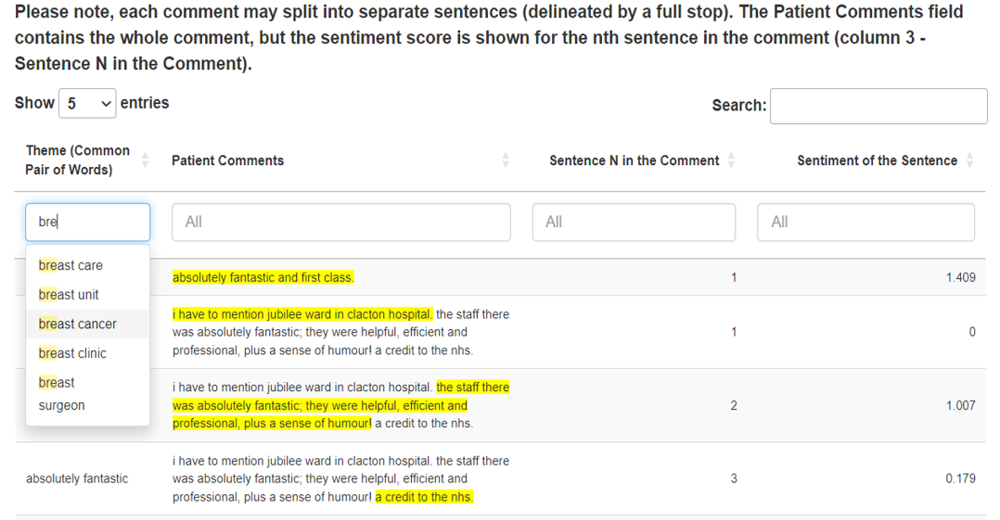 Please note, each comment may split into separate sentences (delineated by a full stop). The Patient Comments field
contains the whole comment, but the sentiment score is shown for the nth sentence in the comment (column 3 -
Sentence N in the Comment).
Show 5 entries
Search:
Theme (Common
Pair of Words)
Patient Comments
Sentence N in the Comment
Sentiment of the Sentence
bre
All
All
All
breast care
breast unit
breast cancer
breast clinic
breast
surgeon
absolutely fantastic and first class.
1
1.409
i have to mention jubilee ward in clacton hospital. the staff there
was absolutely fantastic; they were helpful, efficient and
professional, plus a sense of humour! a credit to the nhs.
1
0
i have to mention jubilee ward in clacton hospital. the staff there
was absolutely fantastic; they were helpful, efficient and
professional, plus a sense of humour! a credit to the nhs.
2
1.007
absolutely fantastic
i have to mention jubilee ward in clacton hospital. the staff there
was absolutely fantastic; they were helpful, efficient and
professional, plus a sense of humour! a credit to the nhs.
3
0.179